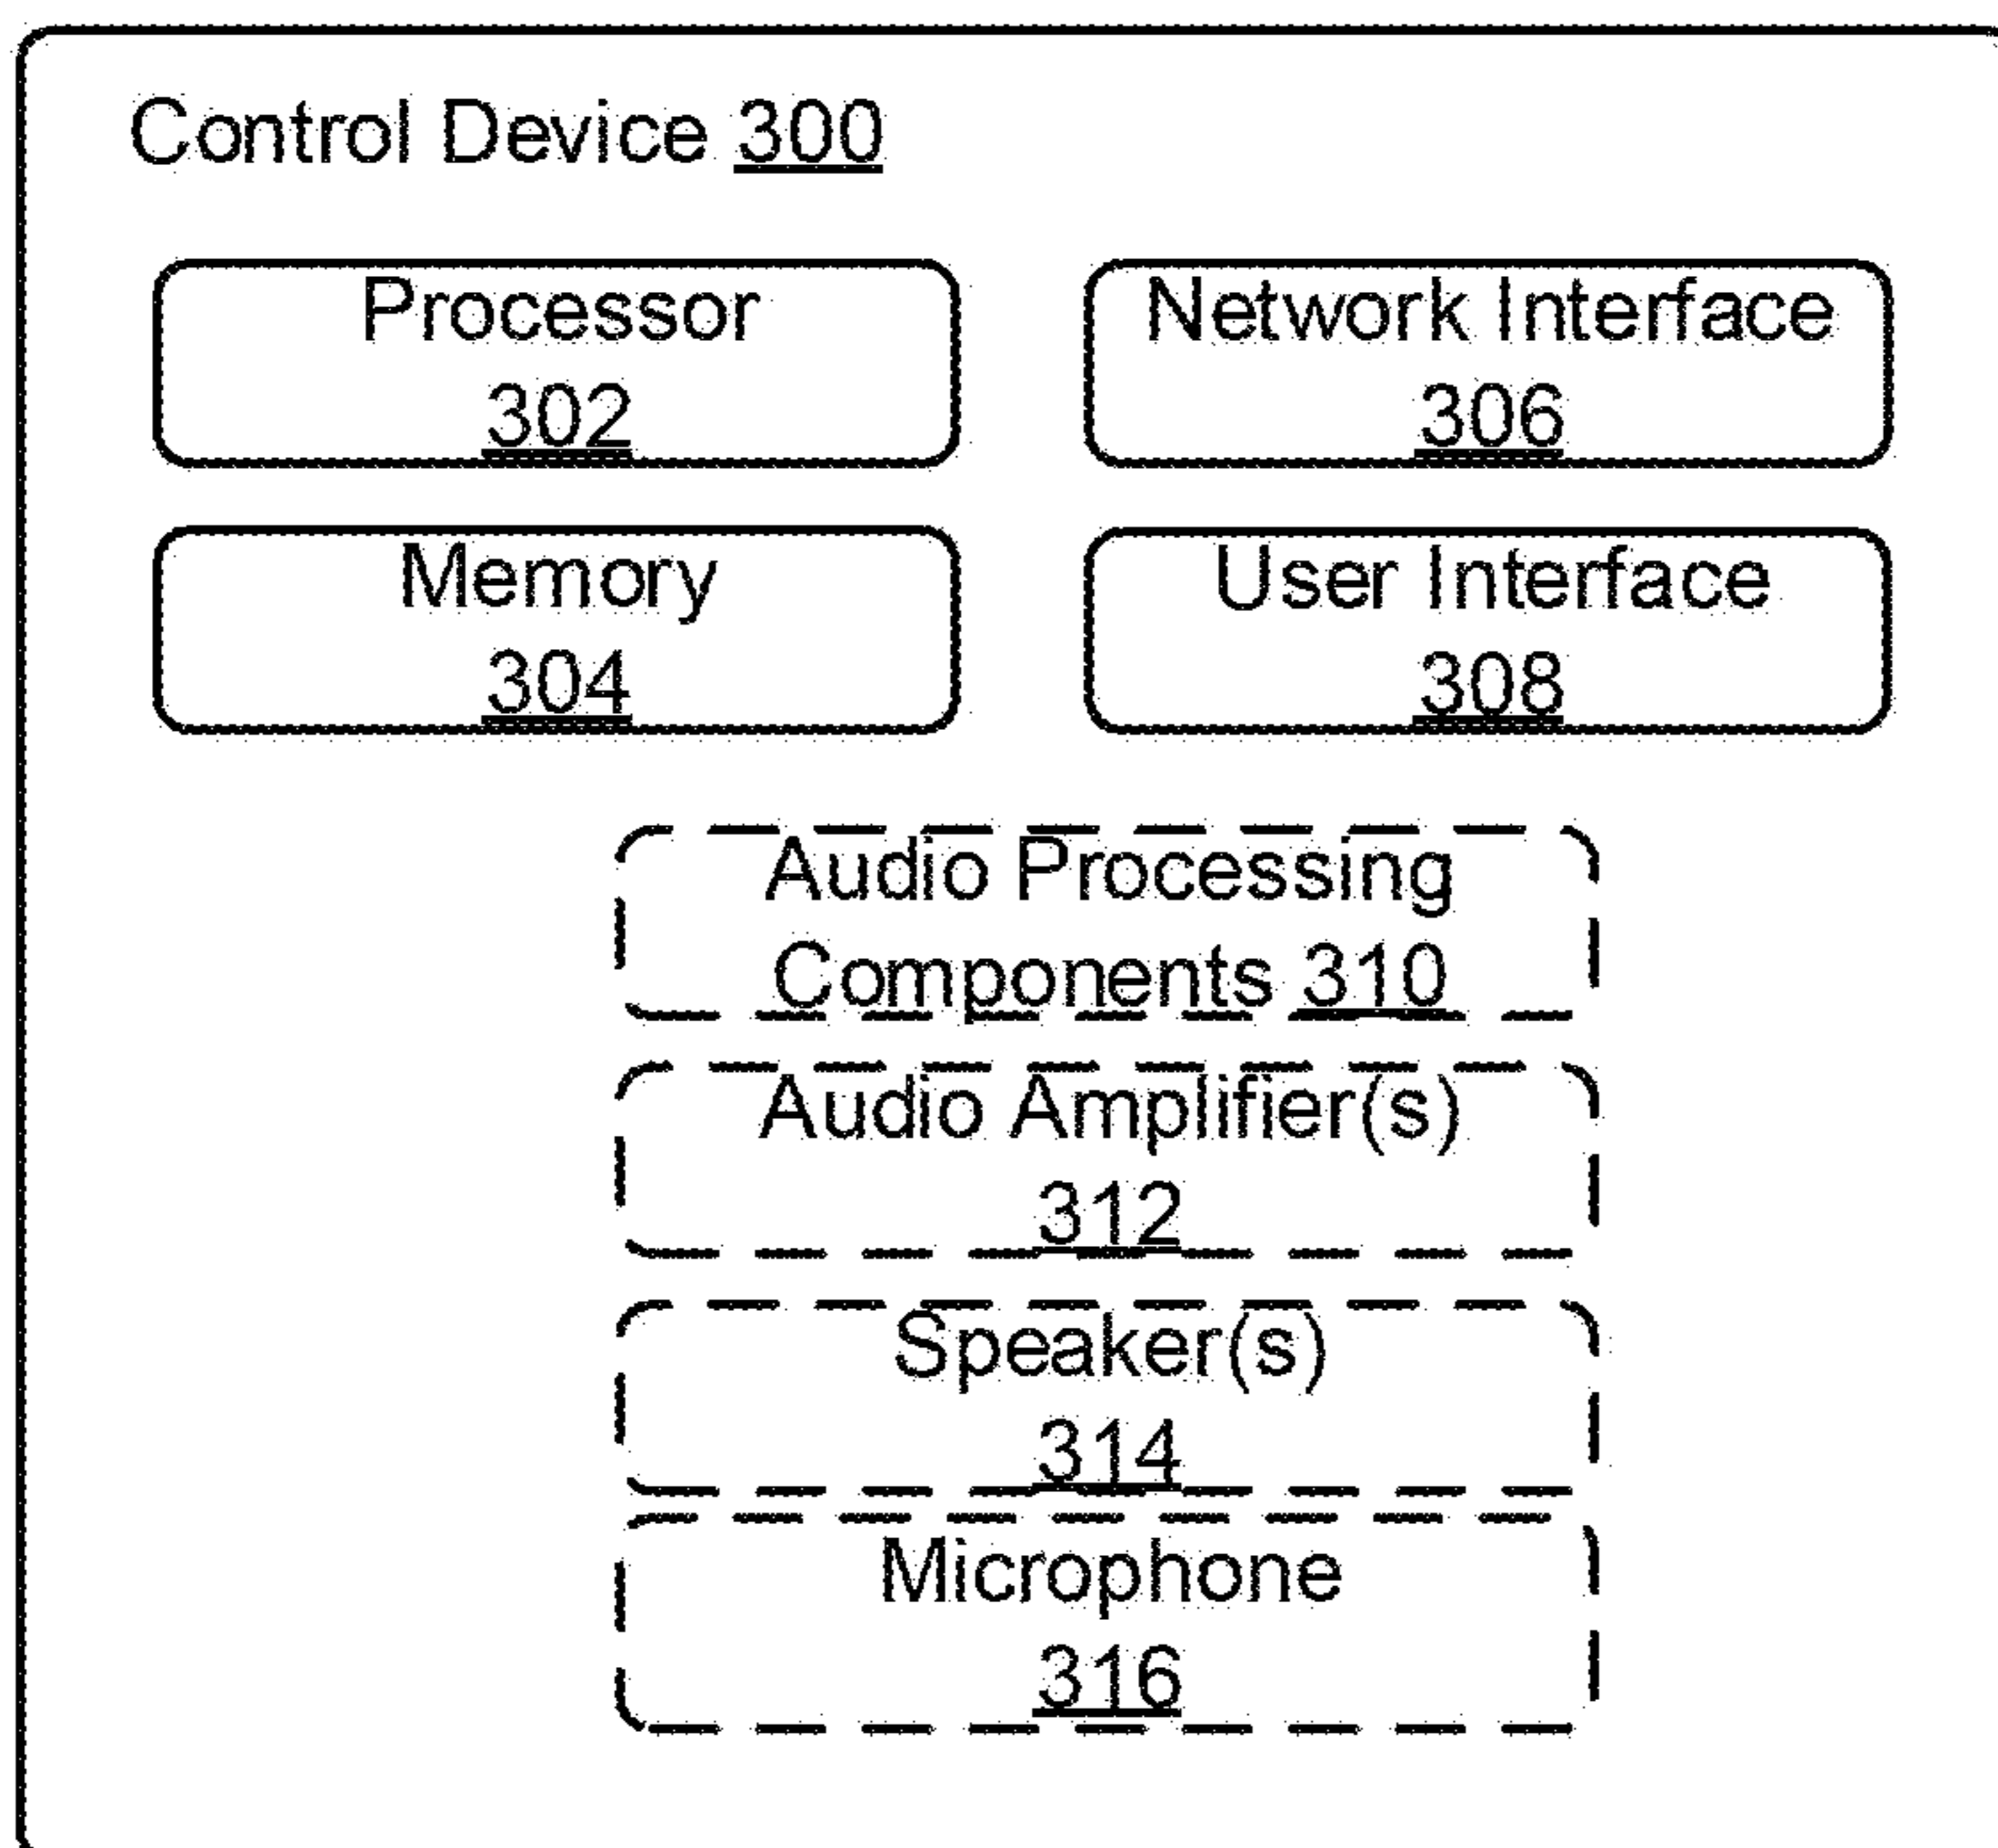 Control Device 300
Processor
302
Network Interface
306
Memory
304
User Interface
308
Audio Processing
Components 310
Audio Amplifier(s)
312
Speaker(s)
314
Microphone
316